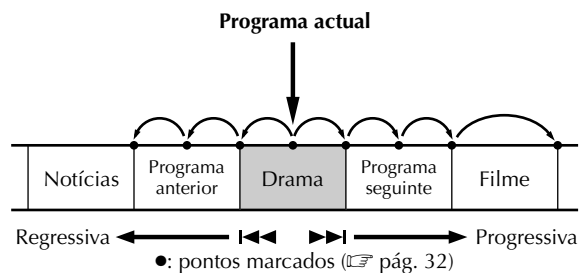 Programa actual
Notícias
Programa anterior
Drama
Programa seguinte
Filme
Regressiva
Progressiva
●: pontos marcados (☞ pág. 32)